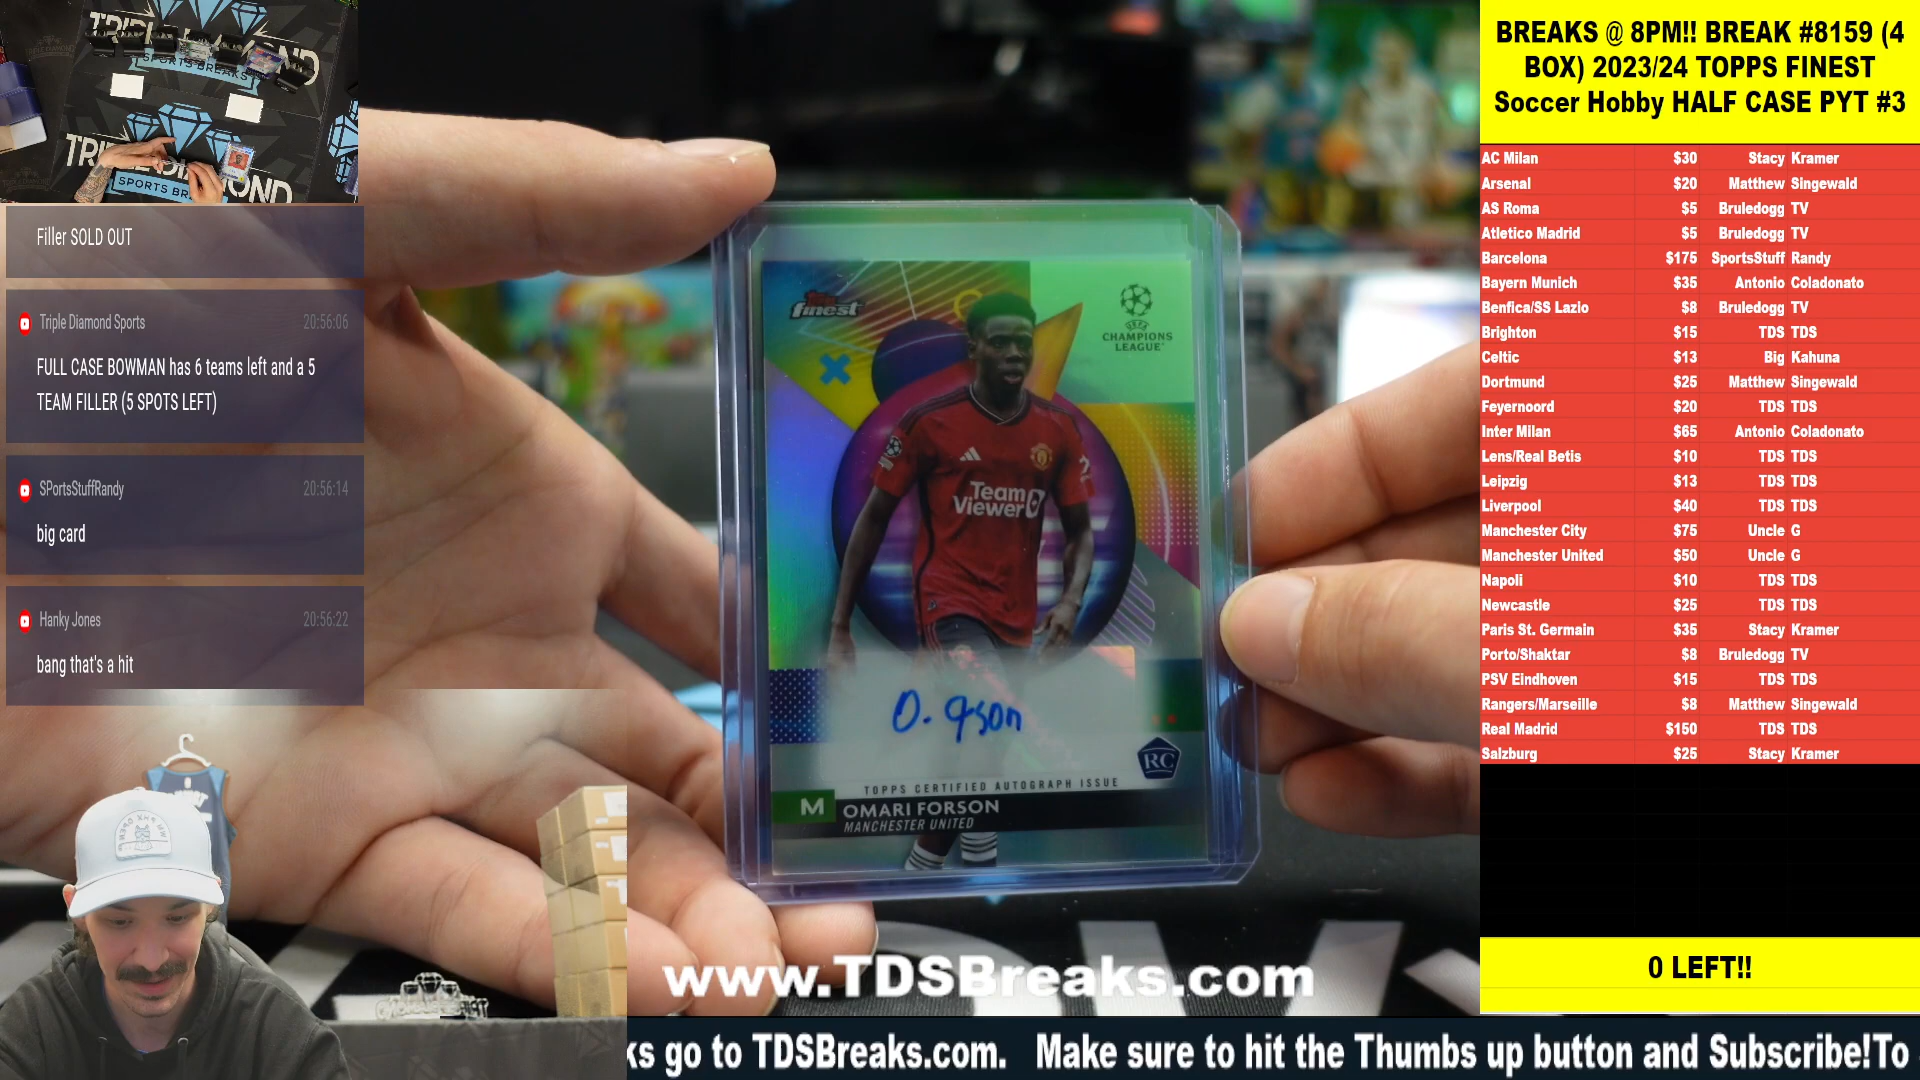 TRIPLE DIAMOND
SPORTS BREAKS
Filler SOLD OUT
Triple Diamond Sports 20:56:06
FULL CASE BOWMAN has 6 teams left and a 5
TEAM FILLER (5 SPOTS LEFT)
SPortsStuffRandy 20:56:14
big card
Hanky Jones 20:56:22
bang that's a hit
Topps
finest
UEFA
CHAMPIONS
LEAGUE
Team
Viewer
RC
TOPPS CERTIFIED AUTOGRAPH ISSUE
M OMARI FORSON
MANCHESTER UNITED
www.TDSBreaks.com
ks go to TDSBreaks.com. Make sure to hit the Thumbs up button and Subscribe!To
BREAKS @ 8PM!! BREAK #8159 (4
BOX) 2023/24 TOPPS FINEST
Soccer Hobby HALF CASE PYT #3
AC Milan $30 Stacy Kramer
Arsenal $20 Matthew Singewald
AS Roma $5 Bruledogg TV
Atletico Madrid $5 Bruledogg TV
Barcelona $175 SportsStuff Randy
Bayern Munich $35 Antonio Coladonato
Benfica/SS Lazio $8 Bruledogg TV
Brighton $15 TDS TDS
Celtic $13 Big Kahuna
Dortmund $25 Matthew Singewald
Feyernoord $20 TDS TDS
Inter Milan $65 Antonio Coladonato
Lens/Real Betis $10 TDS TDS
Leipzig $13 TDS TDS
Liverpool $40 TDS TDS
Manchester City $75 Uncle G
Manchester United $50 Uncle G
Napoli $10 TDS TDS
Newcastle $25 TDS TDS
Paris St. Germain $35 Stacy Kramer
Porto/Shaktar $8 Bruledogg TV
PSV Eindhoven $15 TDS TDS
Rangers/Marseille $8 Matthew Singewald
Real Madrid $150 TDS TDS
Salzburg $25 Stacy Kramer
0 LEFT!!